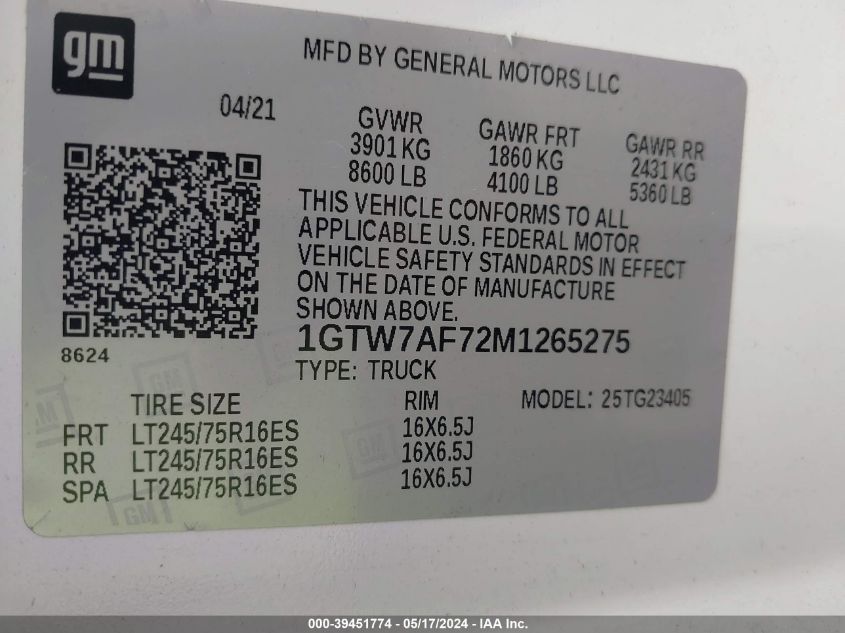 gm
MFD BY GENERAL MOTORS LLC
04/21
GVWR GAWR FRT GAWR RR
3901 KG 1860 KG 2431 KG
8600 LB 4100 LB 5360 LB
THIS VEHICLE CONFORMS TO ALL
APPLICABLE U.S. FEDERAL MOTOR
VEHICLE SAFETY STANDARDS IN EFFECT
ON THE DATE OF MANUFACTURE
SHOWN ABOVE.
8624
1GTW7AF72M1265275
TYPE: TRUCK
TIRE SIZE RIM MODEL: 25TG23405
FRT LT245/75R16ES 16X6.5J
RR LT245/75R16ES 16X6.5J
SPA LT245/75R16ES 16X6.5J
GM
GM
000-39451774 - 05/17/2024 - IAA Inc.